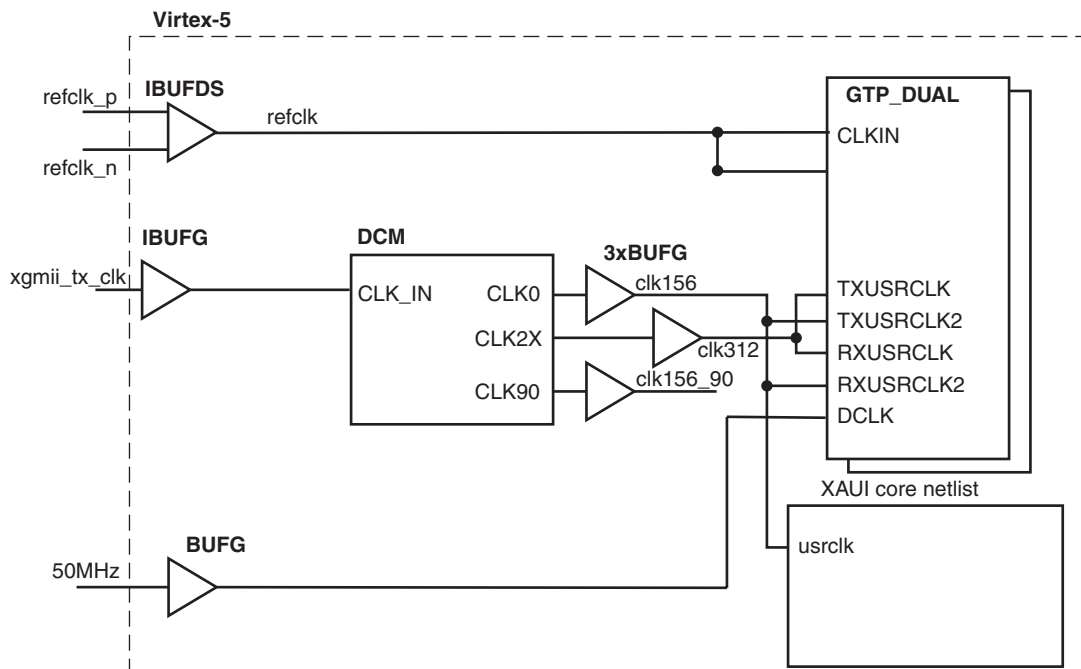 Virtex-5
IBUFDS
refclk_p
refclk_n
refclk
GTP_DUAL
CLKIN
IBUFG
xgmii_tx_clk
DCM
CLK_IN
CLK0
CLK2X
CLK90
3xBUFG
clk156
clk312
clk156_90
TXUSRCLK
TXUSRCLK2
RXUSRCLK
RXUSRCLK2
DCLK
XAUI core netlist
usrclk
BUFG
50MHz